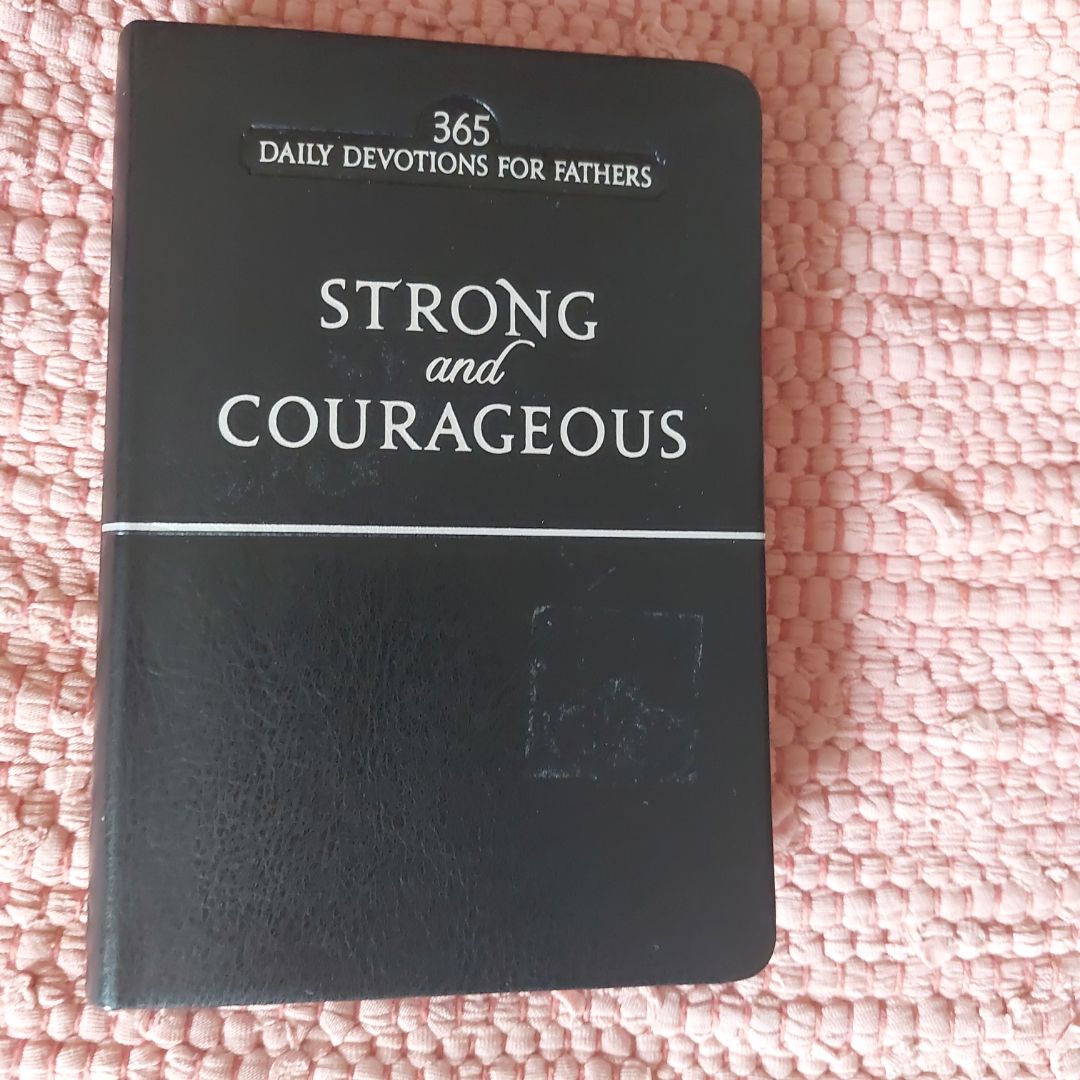 365
DAILY DEVOTIONS FOR FATHERS
STRONG
and
COURAGEOUS